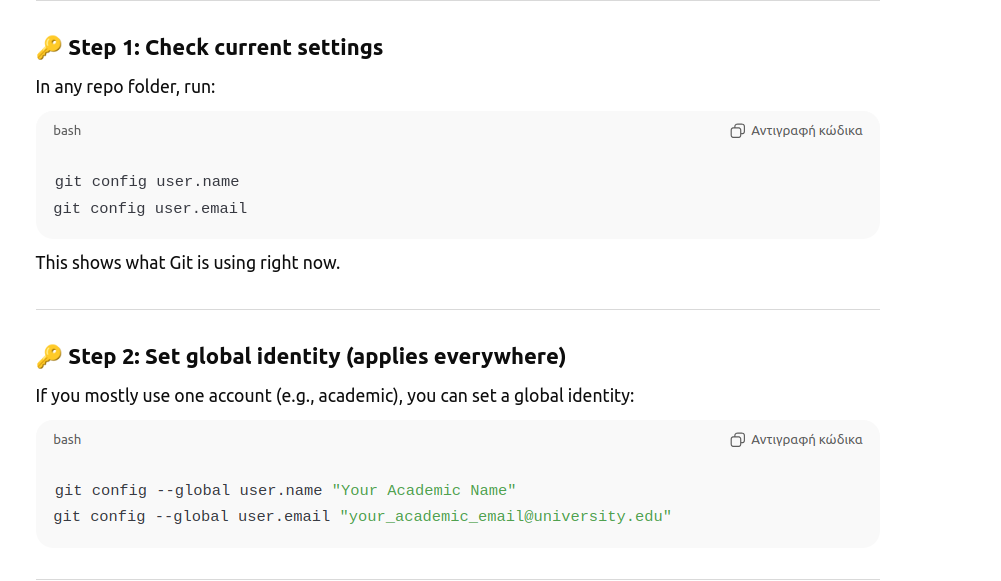 🔑 Step 1: Check current settings
In any repo folder, run:
bash
Αντιγραφή κώδικα
git config user.name
git config user.email
This shows what Git is using right now.
🔑 Step 2: Set global identity (applies everywhere)
If you mostly use one account (e.g., academic), you can set a global identity:
bash
Αντιγραφή κώδικα
git config --global user.name "Your Academic Name"
git config --global user.email "your_academic_email@university.edu"